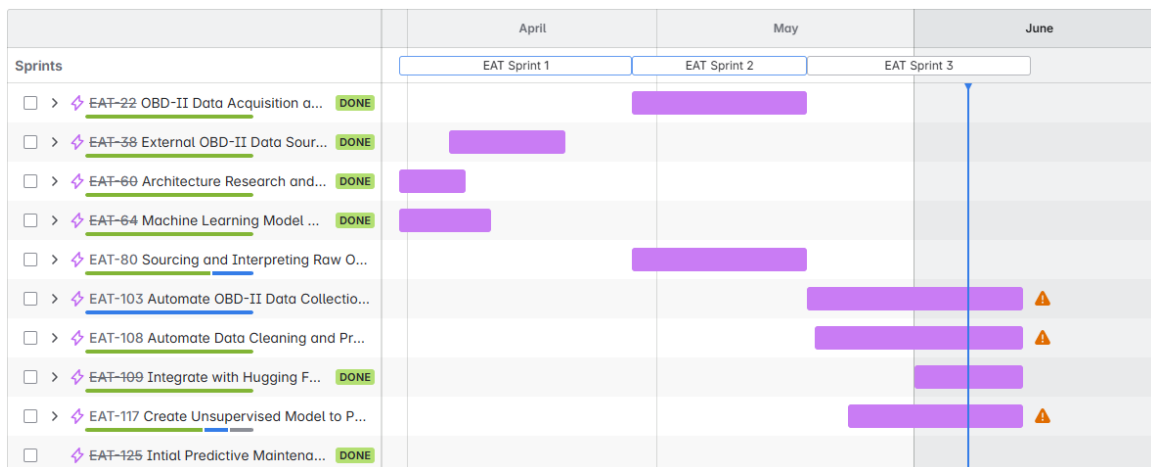 April May June
Sprints EAT Sprint 1 EAT Sprint 2 EAT Sprint 3
EAT-22 OBD-II Data Acquisition a... DONE
EAT-38 External OBD-II Data Sour... DONE
EAT-60 Architecture Research and... DONE
EAT-64 Machine Learning Model ... DONE
EAT-80 Sourcing and Interpreting Raw O...
EAT-103 Automate OBD-II Data Collectio...
EAT-108 Automate Data Cleaning and Pr...
EAT-109 Integrate with Hugging F... DONE
EAT-117 Create Unsupervised Model to P...
EAT-125 Intial Predictive Maintena... DONE